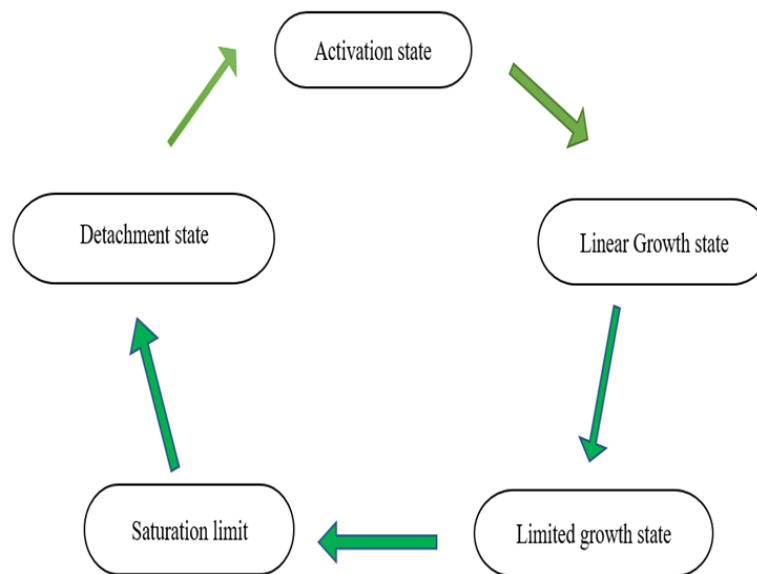 Activation state
Linear Growth state
Limited growth state
Saturation limit
Detachment state